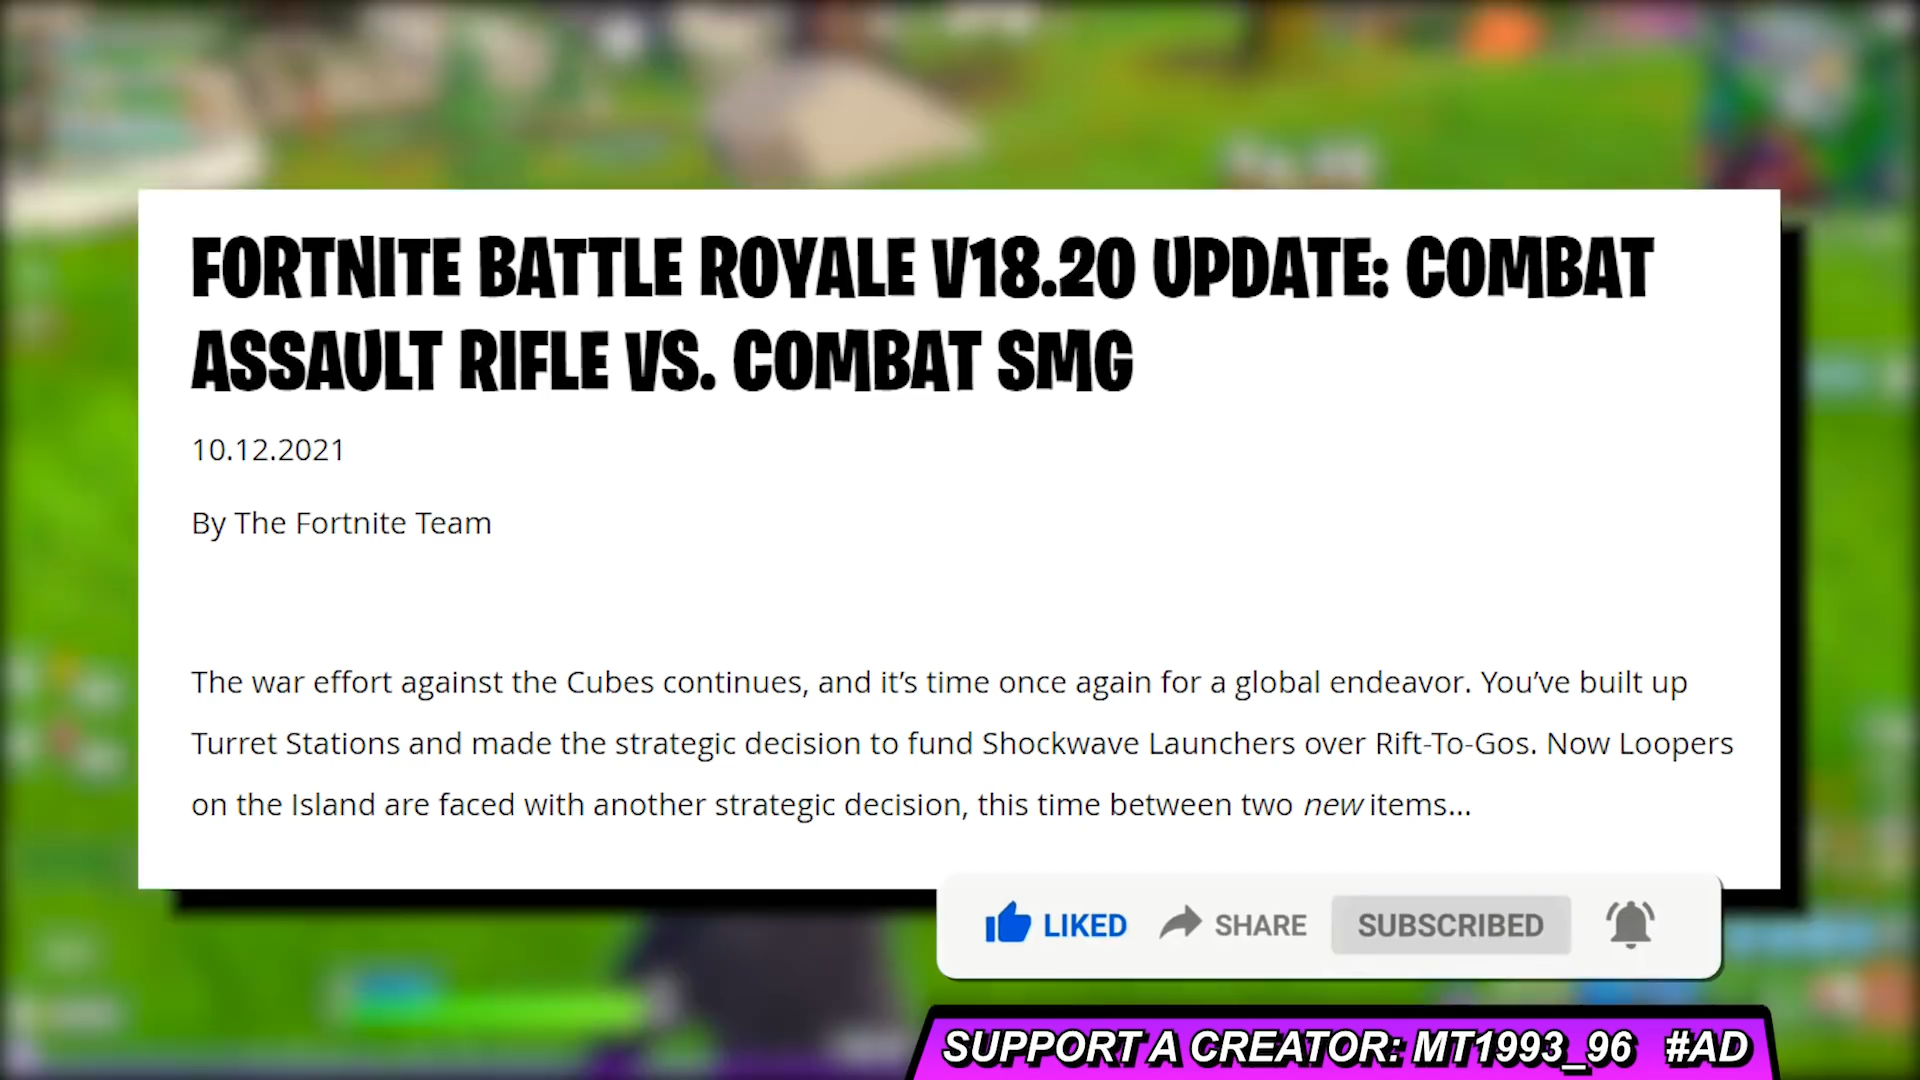 FORTNITE BATTLE ROYALE V18.20 UPDATE: COMBAT
ASSAULT RIFLE VS. COMBAT SMG
10.12.2021
By The Fortnite Team
The war effort against the Cubes continues, and it’s time once again for a global endeavor. You’ve built up
Turret Stations and made the strategic decision to fund Shockwave Launchers over Rift-To-Gos. Now Loopers
on the Island are faced with another strategic decision, this time between two new items...
LIKED SHARE SUBSCRIBED
SUPPORT A CREATOR: MT1993_96 #AD